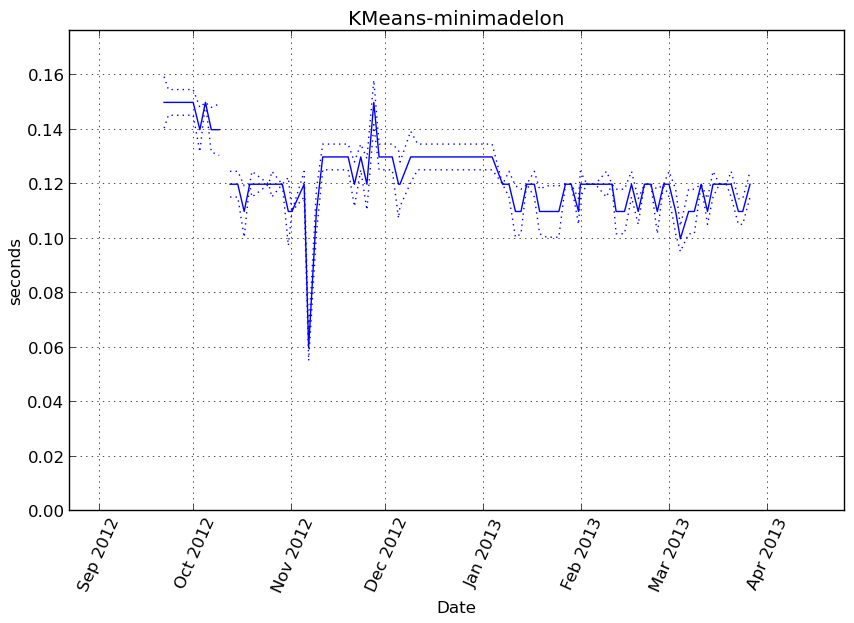 KMeans-minimadelon
0.16
0.14
0.12
0.10
0.08
0.06
0.04
0.02
0.00
seconds
Sep 2012
Oct 2012
Nov 2012
Dec 2012
Jan 2013
Feb 2013
Mar 2013
Apr 2013
Date